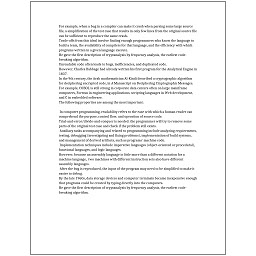 For example, when a bug in a compiler can make it crash when parsing some large source
file, a simplification of the test case that results in only few lines from the original source file
can be sufficient to reproduce the same crash.
Trade-offs from this ideal involve finding enough programmers who know the language to
build a team, the availability of compilers for that language, and the efficiency with which
programs written in a given language execute.
He gave the first description of cryptanalysis by frequency analysis, the earliest code-
breaking algorithm.
Unreadable code often leads to bugs, inefficiencies, and duplicated code.
However, Charles Babbage had already written his first program for the Analytical Engine in
1837.
In the 9th century, the Arab mathematician Al-Kindi described a cryptographic algorithm
for deciphering encrypted code, in A Manuscript on Deciphering Cryptographic Messages.
For example, COBOL is still strong in corporate data centers often on large mainframe
computers, Fortran in engineering applications, scripting languages in Web development,
and C in embedded software.
The following properties are among the most important:

In computer programming, readability refers to the ease with which a human reader can
comprehend the purpose, control flow, and operation of source code.
Trial-and-error/divide-and-conquer is needed: the programmer will try to remove some
parts of the original test case and check if the problem still exists.
Auxiliary tasks accompanying and related to programming include analyzing requirements,
testing, debugging (investigating and fixing problems), implementation of build systems,
and management of derived artifacts, such as programs' machine code.
Implementation techniques include imperative languages (object-oriented or procedural),
functional languages, and logic languages.
However, because an assembly language is little more than a different notation for a
machine language, two machines with different instruction sets also have different
assembly languages.
After the bug is reproduced, the input of the program may need to be simplified to make it
easier to debug.
By the late 1960s, data storage devices and computer terminals became inexpensive enough
that programs could be created by typing directly into the computers.
He gave the first description of cryptanalysis by frequency analysis, the earliest code-
breaking algorithm.